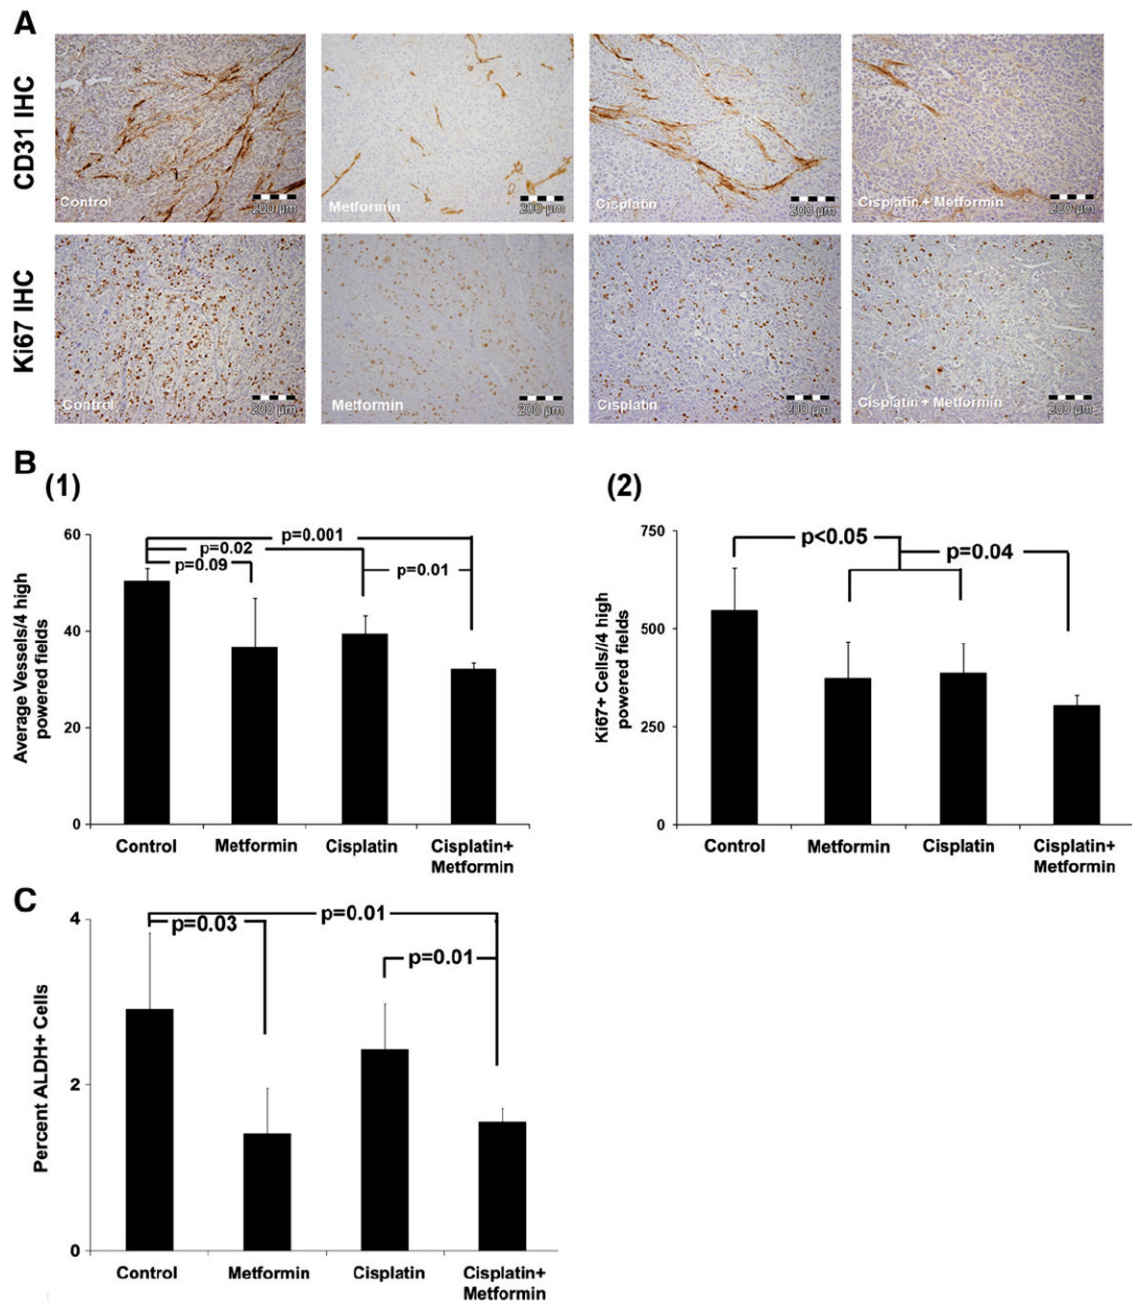 A
CD31 IHC
Control
200 µm
Metformin
200 µm
Cisplatin
200 µm
Cisplatin + Metformin
200 µm
Ki67 IHC
Control
200 µm
Metformin
200 µm
Cisplatin
200 µm
Cisplatin + Metformin
200 µm
B
(1)
Average Vessels/4 high
powered fields
60
40
20
0
p=0.001
p=0.02
p=0.09
p=0.01
Control
Metformin
Cisplatin
Cisplatin+
Metformin
(2)
Ki67+ Cells//4 high
powered fields
750
500
250
0
p<0.05
p=0.04
Control
Metformin
Cisplatin
Cisplatin+
Metformin
C
Percent ALDH+ Cells
4
2
0
p=0.01
p=0.03
p=0.01
Control
Metformin
Cisplatin
Cisplatin+
Metformin